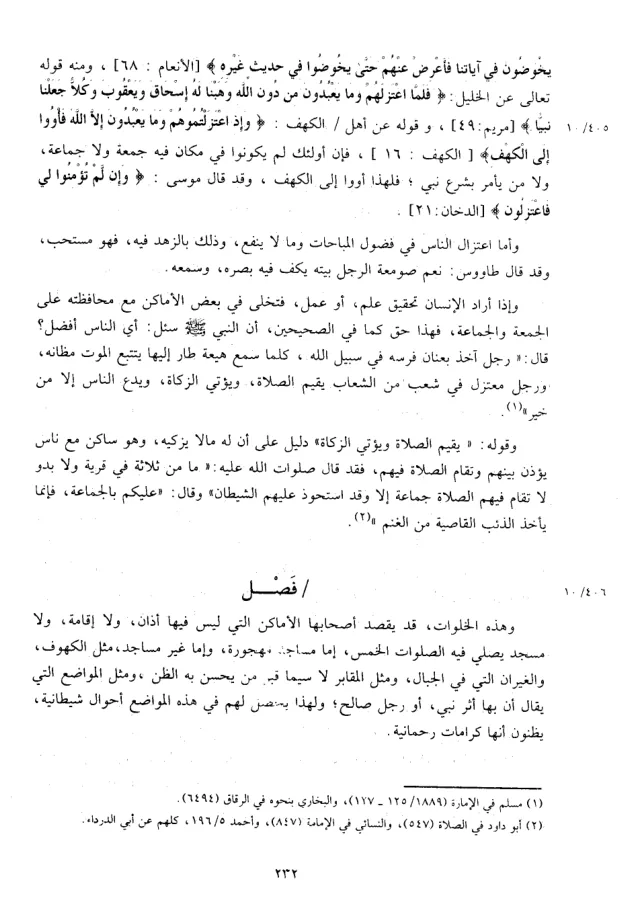 يخوضون في آياتنا فأعرض عنهم حتى يخوضوا في حديث غيره ﴾ [الأنعام : ٦٨] ، ومنه قوله
تعالى عن الخليل: ﴿ فلما اعتزلهم وما يعبدون من دون الله وهبنا له إسحاق ويعقوب وكلاً جعلنا
١٠/٤٠٥ نبيا ﴾ [مريم:٤٩] ، و قوله عن أهل / الكهف : ﴿ وإذ اعتزلتموهم وما يعبدون إلا الله فأووا
إلى الكهف﴾ [ الكهف : ١٦ ] ، فإن أولئك لم يكونوا في مكان فيه جمعة ولا جماعة،
ولا من يأمر بشرع نبي ؛ فلهذا أووا إلى الكهف ، وقد قال موسى : ﴿ وإن لم تؤمنوا لي
فاعتزلون ﴾ [الدخان:٢١] .
وأما اعتزال الناس في فضول المباحات وما لا ينفع، وذلك بالزهد فيه، فهو مستحب،
وقد قال طاووس: نعم صومعة الرجل بيته يكف فيه بصره، وسمعه.
وإذا أراد الإنسان تحقيق علم، أو عمل، فتخلى في بعض الأماكن مع محافظته على
الجمعة والجماعة، فهذا حق كما في الصحيحين، أن النبي ﷺ سئل: أي الناس أفضل؟
قال:« رجل آخذ بعنان فرسه في سبيل الله ، كلما سمع هيعة طار إليها يتتبع الموت مظانه،
ورجل معتزل في شعب من الشعاب يقيم الصلاة، ويؤتي الزكاة، ويدع الناس إلا من
خير»(١).
وقوله: « يقيم الصلاة ويؤتي الزكاة» دليل على أن له مالا يزكيه، وهو ساكن مع ناس
يؤذن بينهم وتقام الصلاة فيهم، فقد قال صلوات الله عليه:« ما من ثلاثة في قرية ولا بدو
لا تقام فيهم الصلاة جماعة إلا وقد استحوذ عليهم الشيطان» وقال: «عليكم بالجماعة، فإنما
يأخذ الذئب القاصية من الغنم »(٢).
١٠/٤٠٦ / فَصْــل
وهذه الخلوات، قد يقصد أصحابها الأماكن التي ليس فيها أذان، ولا إقامة، ولا
مسجد يصلي فيه الصلوات الخمس، إما مساجد مهجورة، وإما غير مساجد،مثل الكهوف،
والغيران التي في الجبال، ومثل المقابر لا سيما قبر من يحسن به الظن ،ومثل المواضع التي
يقال أن بها أثر نبي، أو رجل صالح؛ ولهذا يحصل لهم في هذه المواضع أحوال شيطانية،
يظنون أنها كرامات رحمانية.
(١) مسلم في الإمارة (١٨٨٩/ ١٢٥ ــ ١٢٧)، والبخاري بنحوه في الرقاق (٦٤٩٤).
(٢) أبو داود في الصلاة (٥٤٧)، والنسائي في الإمامة (٨٤٧)، وأحمد ١٩٦/٥، كلهم عن أبي الدرداء.
٢٣٢